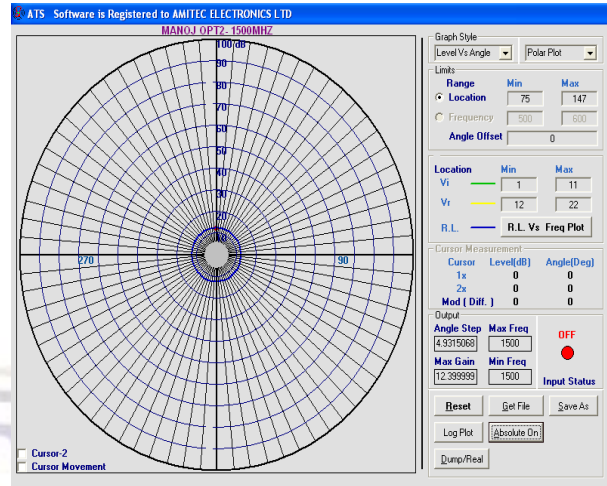 ATS Software is Registered to AMITEC ELECTRONICS LTD
MANOJ OPT2- 1500MHZ
100 dB
90
80
70
60
50
40
30
20
10
270
90
Cursor-2
Cursor Movement
Graph Style
Level Vs Angle
Polar Plot
Limits
Range Min Max
Location 75 147
Frequency 500 600
Angle Offset 0
Location Min Max
Vi 1 11
Vr 12 22
R.L. R.L. Vs Freq Plot
Cursor Measurement
Cursor Level(dB) Angle(Deg)
1x 0 0
2x 0 0
Mod ( Diff. ) 0 0
Output
Angle Step Max Freq
4.9315068 1500
OFF
Max Gain Min Freq
12.399999 1500
Input Status
Reset Get File Save As
Log Plot Absolute On
Dump/Real